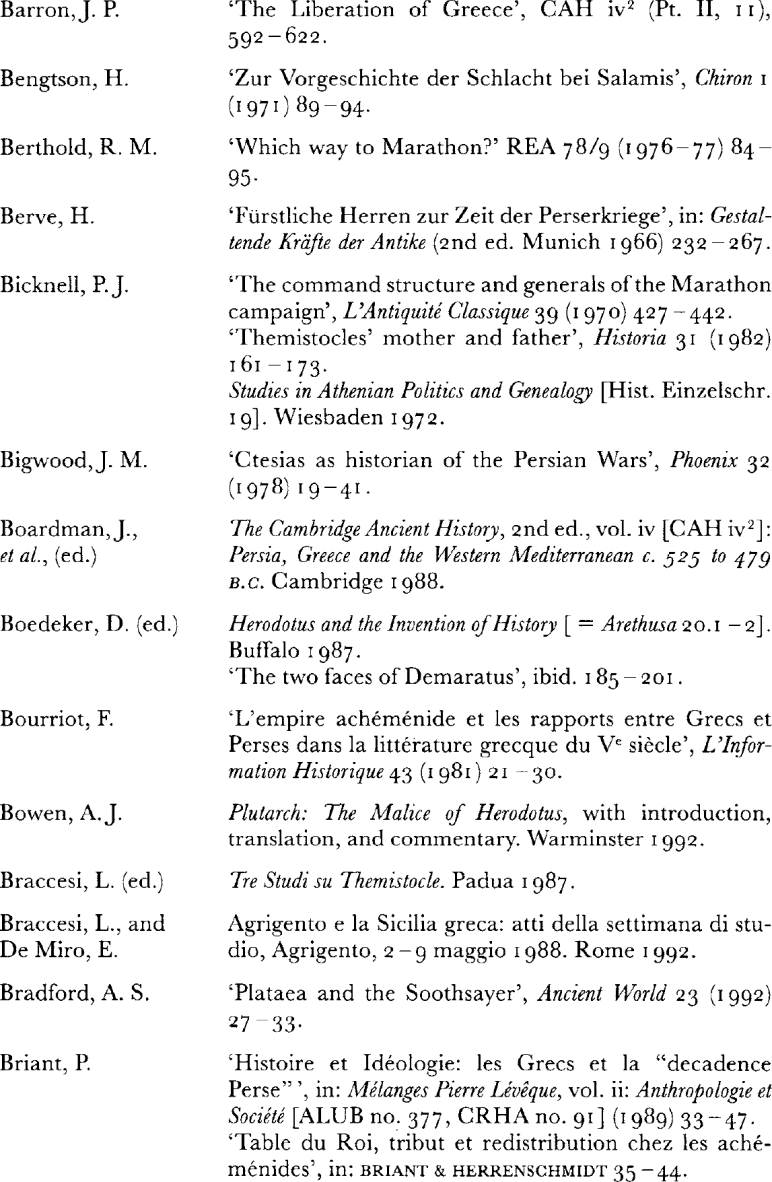 Barron, J. P. ‘The Liberation of Greece’, CAH iv² (Pt. II, 11),
592–622.
Bengtson, H. ‘Zur Vorgeschichte der Schlacht bei Salamis’, Chiron 1
(1971) 89–94.
Berthold, R. M. ‘Which way to Marathon?’ REA 78/9 (1976–77) 84–
95.
Berve, H. ‘Fürstliche Herren zur Zeit der Perserkriege’, in: Gestal-
tende Kräfte der Antike (2nd ed. Munich 1966) 232–267.
Bicknell, P. J. ‘The command structure and generals of the Marathon
campaign’, L’Antiquité Classique 39 (1970) 427–442.
‘Themistocles’ mother and father’, Historia 31 (1982)
161–173.
Studies in Athenian Politics and Genealogy [Hist. Einzelschr.
19]. Wiesbaden 1972.
Bigwood, J. M. ‘Ctesias as historian of the Persian Wars’, Phoenix 32
(1978) 19–41.
Boardman, J., The Cambridge Ancient History, 2nd ed., vol. iv [CAH iv²]:
et al., (ed.) Persia, Greece and the Western Mediterranean c. 525 to 479
B.C. Cambridge 1988.
Boedeker, D. (ed.) Herodotus and the Invention of History [ = Arethusa 20.1–2].
Buffalo 1987.
‘The two faces of Demaratus’, ibid. 185–201.
Bourriot, F. ‘L’empire achéménide et les rapports entre Grecs et
Perses dans la littérature grecque du Vᵉ siècle’, L’Infor-
mation Historique 43 (1981) 21–30.
Bowen, A. J. Plutarch: The Malice of Herodotus, with introduction,
translation, and commentary. Warminster 1992.
Braccesi, L. (ed.) Tre Studi su Themistocle. Padua 1987.
Braccesi, L., and Agrigento e la Sicilia greca: atti della settimana di stu-
De Miro, E. dio, Agrigento, 2–9 maggio 1988. Rome 1992.
Bradford, A. S. ‘Plataea and the Soothsayer’, Ancient World 23 (1992)
27–33.
Briant, P. ‘Histoire et Idéologie: les Grecs et la “decadence
Perse” ’, in: Mélanges Pierre Lévêque, vol. ii: Anthropologie et
Société [ALUB no. 377, CRHA no. 91] (1989) 33–47.
‘Table du Roi, tribut et redistribution chez les aché-
ménides’, in: BRIANT & HERRENSCHMIDT 35–44.